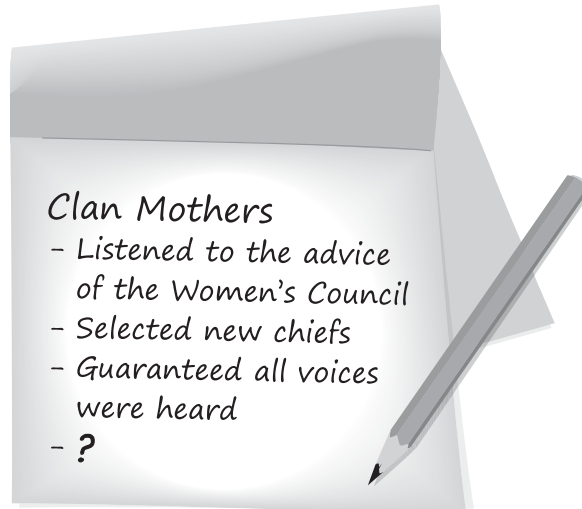 Clan Mothers
- Listened to the advice
of the Women's Council
- Selected new chiefs
- Guaranteed all voices
were heard
- ?